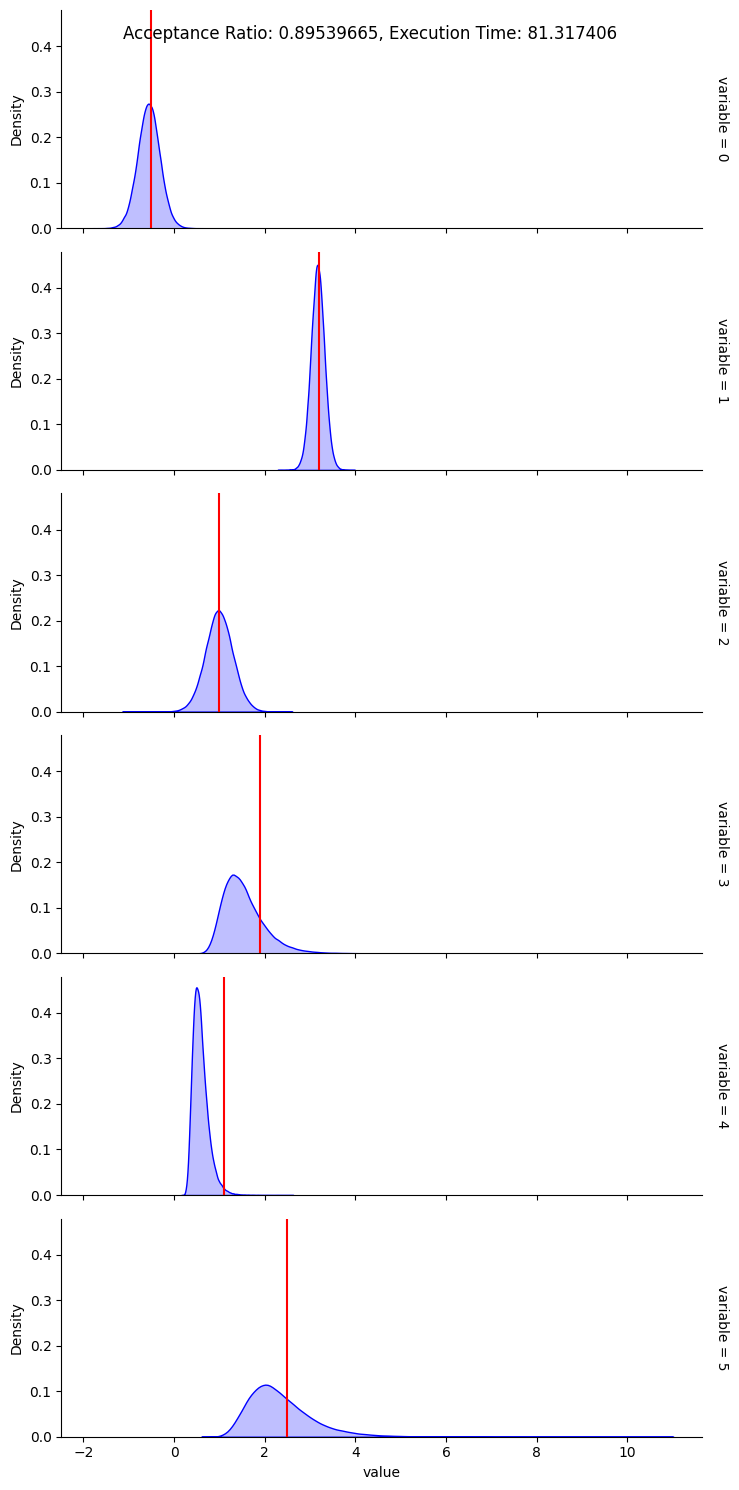 Acceptance Ratio: 0.89539665, Execution Time: 81.317406
0.4
0.3
0.2
0.1
0.0
Density
variable = 0
0.4
0.3
0.2
0.1
0.0
Density
variable = 1
0.4
0.3
0.2
0.1
0.0
Density
variable = 2
0.4
0.3
0.2
0.1
0.0
Density
variable = 3
0.4
0.3
0.2
0.1
0.0
Density
variable = 4
0.4
0.3
0.2
0.1
0.0
Density
variable = 5
−2 0 2 4 6 8 10
value